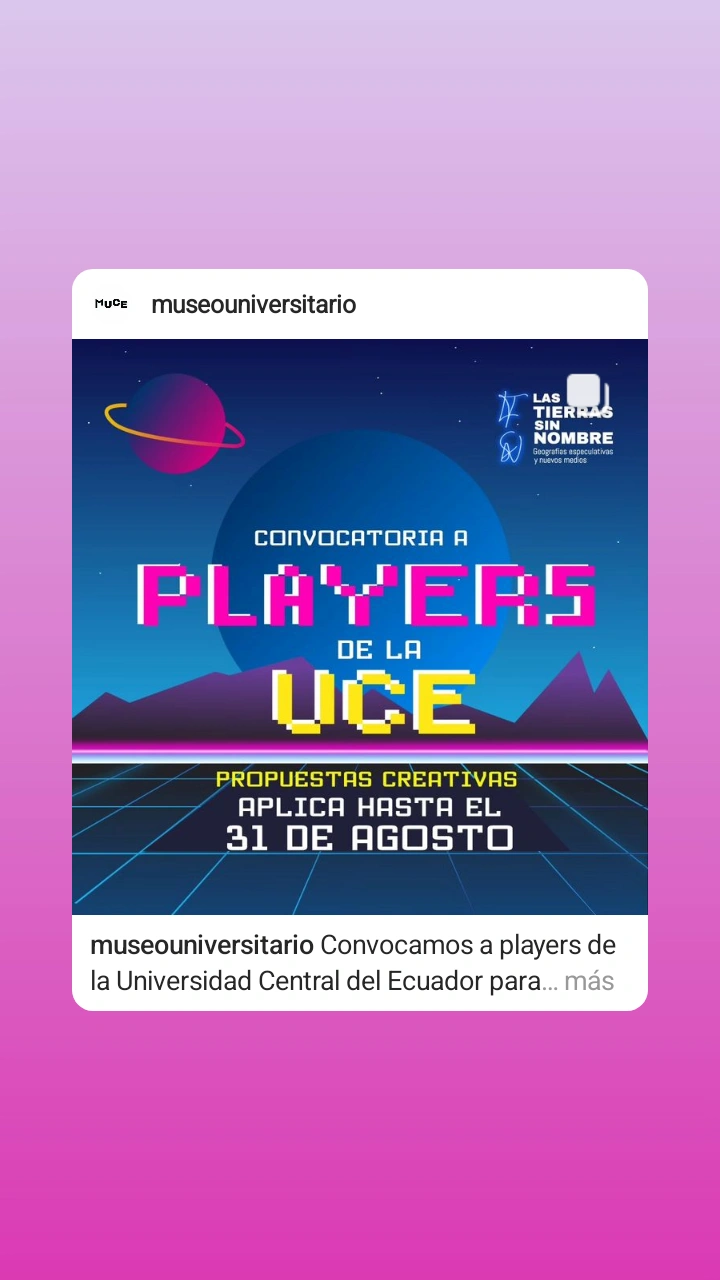 MUCE museouniversitario
LAS
TIERRAS
SIN
NOMBRE
Geografías especulativas
y nuevos medios
CONVOCATORIA A
PLAYERS
DE LA
UCE
PROPUESTAS CREATIVAS
APLICA HASTA EL
31 DE AGOSTO
museouniversitario Convocamos a players de
la Universidad Central del Ecuador para... más